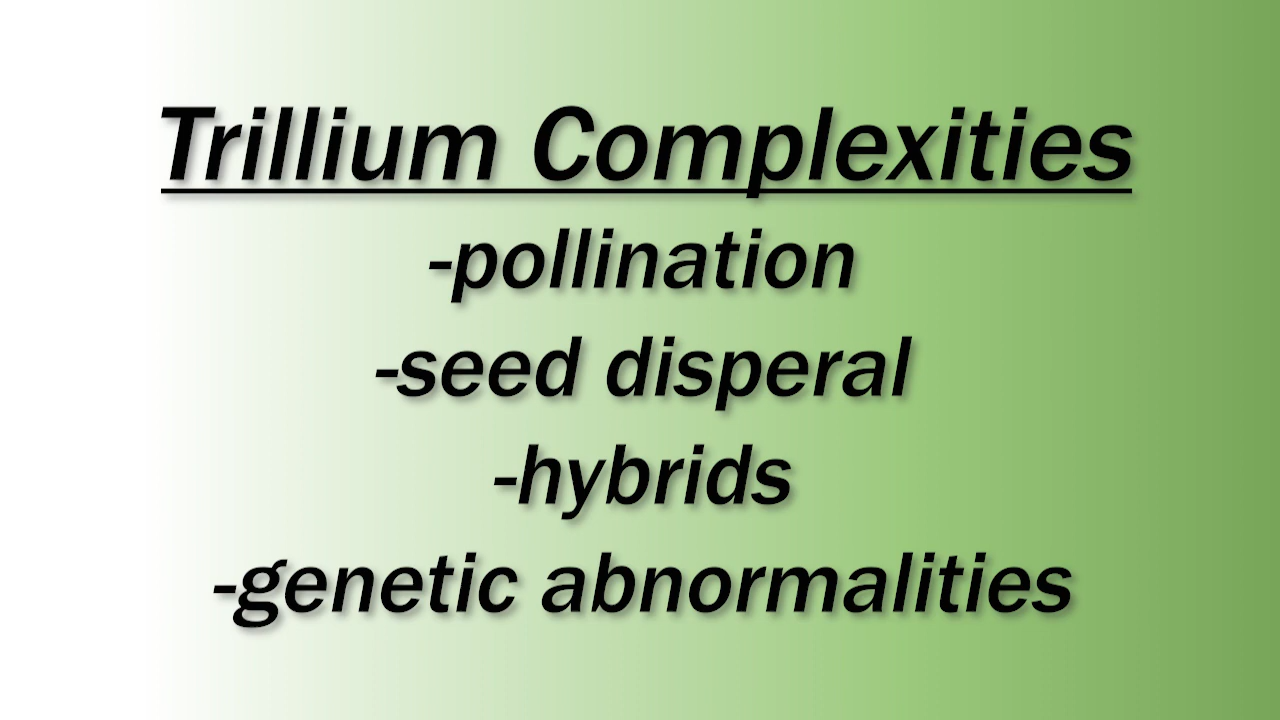 Trillium Complexities
-pollination
-seed disperal
-hybrids
-genetic abnormalities